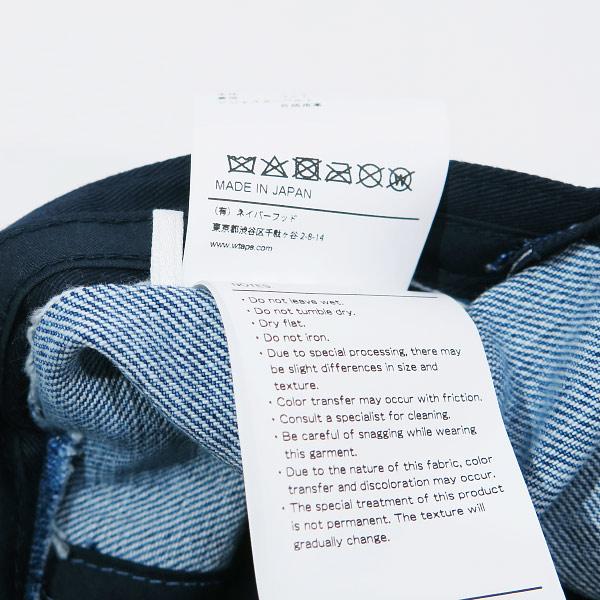 MADE IN JAPAN
(有) ネイバーフッド
東京都渋谷区千駄ヶ谷 2-8-14
www.wtaps.com
NOTES
・Do not leave wet.
・Do not tumble dry.
・Dry flat.
・Do not iron.
・Due to special processing, there may
be slight differences in size and
texture.
・Color transfer may occur with friction.
・Consult a specialist for cleaning.
・Be careful of snagging while wearing
this garment.
・Due to the nature of this fabric, color
transfer and discoloration may occur.
・The special treatment of this product
is not permanent. The texture will
gradually change.